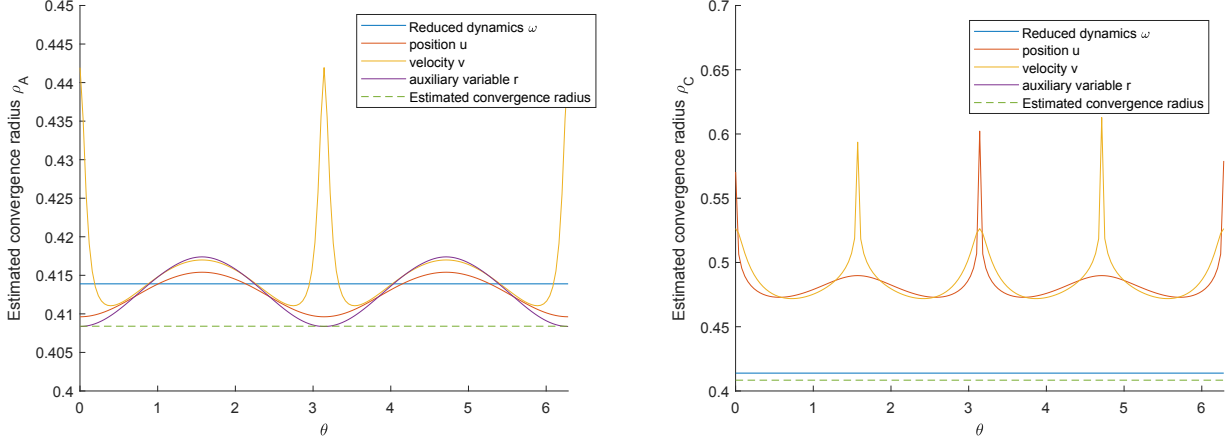 0.45
0.445
0.44
0.435
0.43
0.425
0.42
0.415
0.41
0.405
0.4
Estimated convergence radius ρ_A
0
1
2
3
4
5
6
θ
Reduced dynamics ω
position u
velocity v
auxiliary variable r
Estimated convergence radius
0.7
0.65
0.6
0.55
0.5
0.45
0.4
Estimated convergence radius ρ_C
0
1
2
3
4
5
6
θ
Reduced dynamics ω
position u
velocity v
auxiliary variable r
Estimated convergence radius